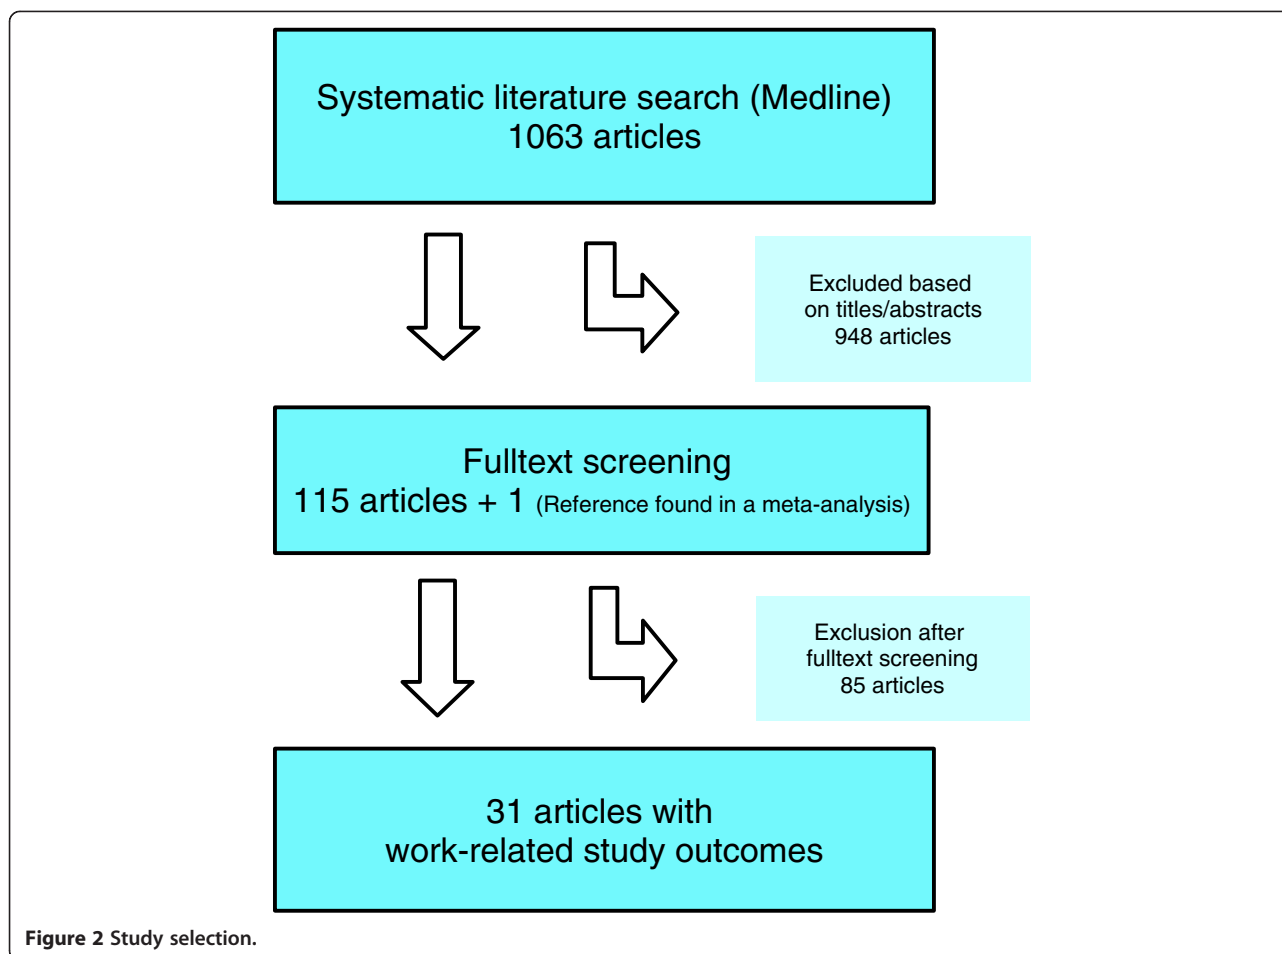 Systematic literature search (Medline)
1063 articles
Excluded based
on titles/abstracts
948 articles
Fulltext screening
115 articles + 1 (Reference found in a meta-analysis)
Exclusion after
fulltext screening
85 articles
31 articles with
work-related study outcomes
Figure 2 Study selection.